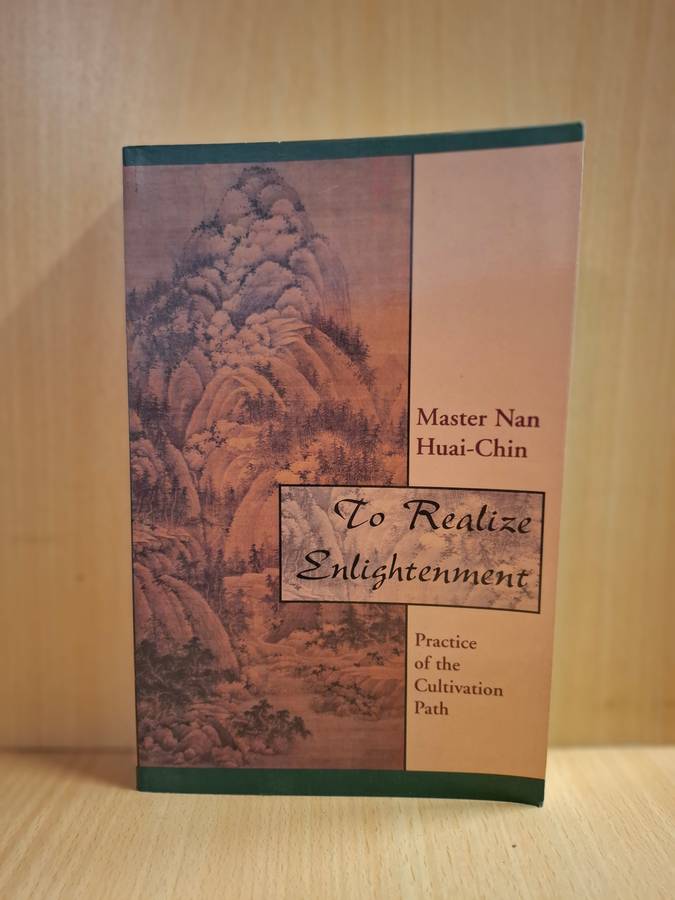 Master Nan
Huai-Chin
To Realize
Enlightenment
Practice
of the
Cultivation
Path